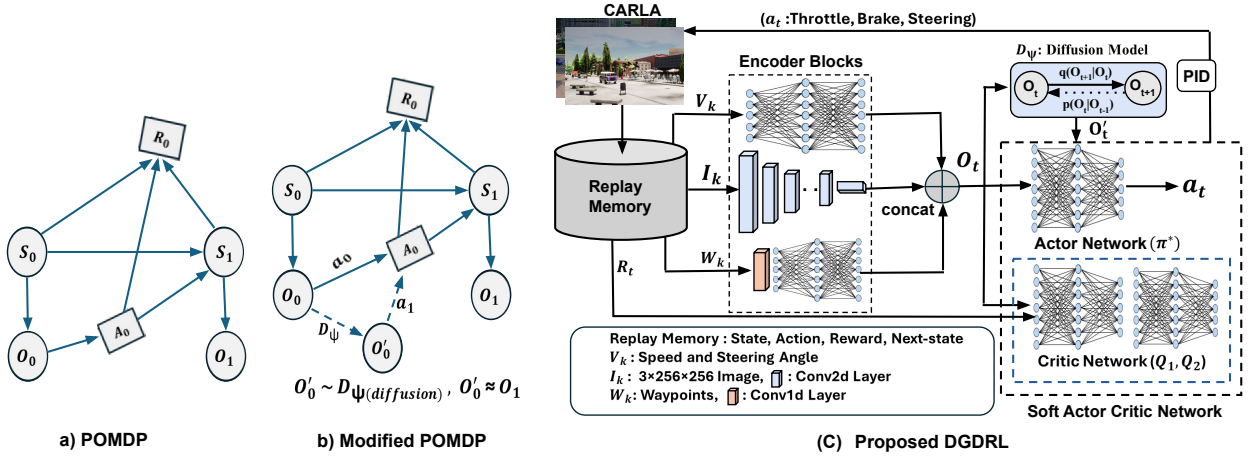 R₀
S₀
S₁
A₀
O₀
O₁
a) POMDP
R₀
S₀
S₁
a₀
A₀
O₀
a₁
O₁
D_ψ
O′₀
O′₀ ~ D_ψ(diffusion) , O′₀ ≈ O₁
b) Modified POMDP
CARLA
(aₜ :Throttle, Brake, Steering)
Encoder Blocks
D_ψ: Diffusion Model
q(Oₜ₊₁|Oₜ)
Oₜ
Oₜ₊₁
p(Oₜ|Oₜ₋₁)
PID
O′ₜ
Vₖ
Replay
Memory
Iₖ
Oₜ
concat
aₜ
Actor Network (π*)
Wₖ
Rₜ
Critic Network (Q₁, Q₂)
Soft Actor Critic Network
Replay Memory : State, Action, Reward, Next-state
Vₖ : Speed and Steering Angle
Iₖ : 3×256×256 Image, : Conv2d Layer
Wₖ: Waypoints, : Conv1d Layer
(C) Proposed DGDRL